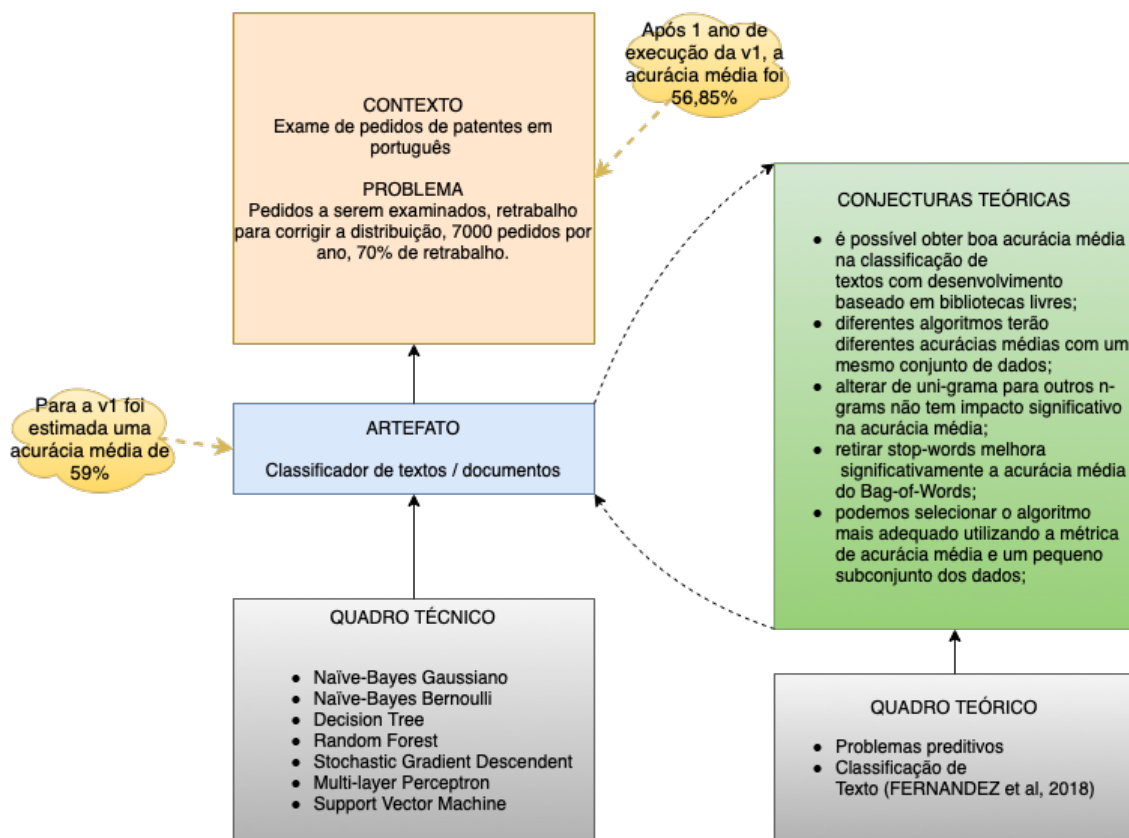 CONTEXTO
Exame de pedidos de patentes em
português
PROBLEMA
Pedidos a serem examinados, retrabalho
para corrigir a distribuição, 7000 pedidos por
ano, 70% de retrabalho.
Após 1 ano de
execução da v1, a
acurácia média foi
56,85%
Para a v1 foi
estimada uma
acurácia média de
59%
ARTEFATO
Classificador de textos / documentos
CONJECTURAS TEÓRICAS
● é possível obter boa acurácia média
na classificação de
textos com desenvolvimento
baseado em bibliotecas livres;
● diferentes algoritmos terão
diferentes acurácias médias com um
mesmo conjunto de dados;
● alterar de uni-grama para outros n-
grams não tem impacto significativo
na acurácia média;
● retirar stop-words melhora
significativamente a acurácia média
do Bag-of-Words;
● podemos selecionar o algoritmo
mais adequado utilizando a métrica
de acurácia média e um pequeno
subconjunto dos dados;
QUADRO TÉCNICO
● Naïve-Bayes Gaussiano
● Naïve-Bayes Bernoulli
● Decision Tree
● Random Forest
● Stochastic Gradient Descendent
● Multi-layer Perceptron
● Support Vector Machine
QUADRO TEÓRICO
● Problemas preditivos
● Classificação de
Texto (FERNANDEZ et al, 2018)